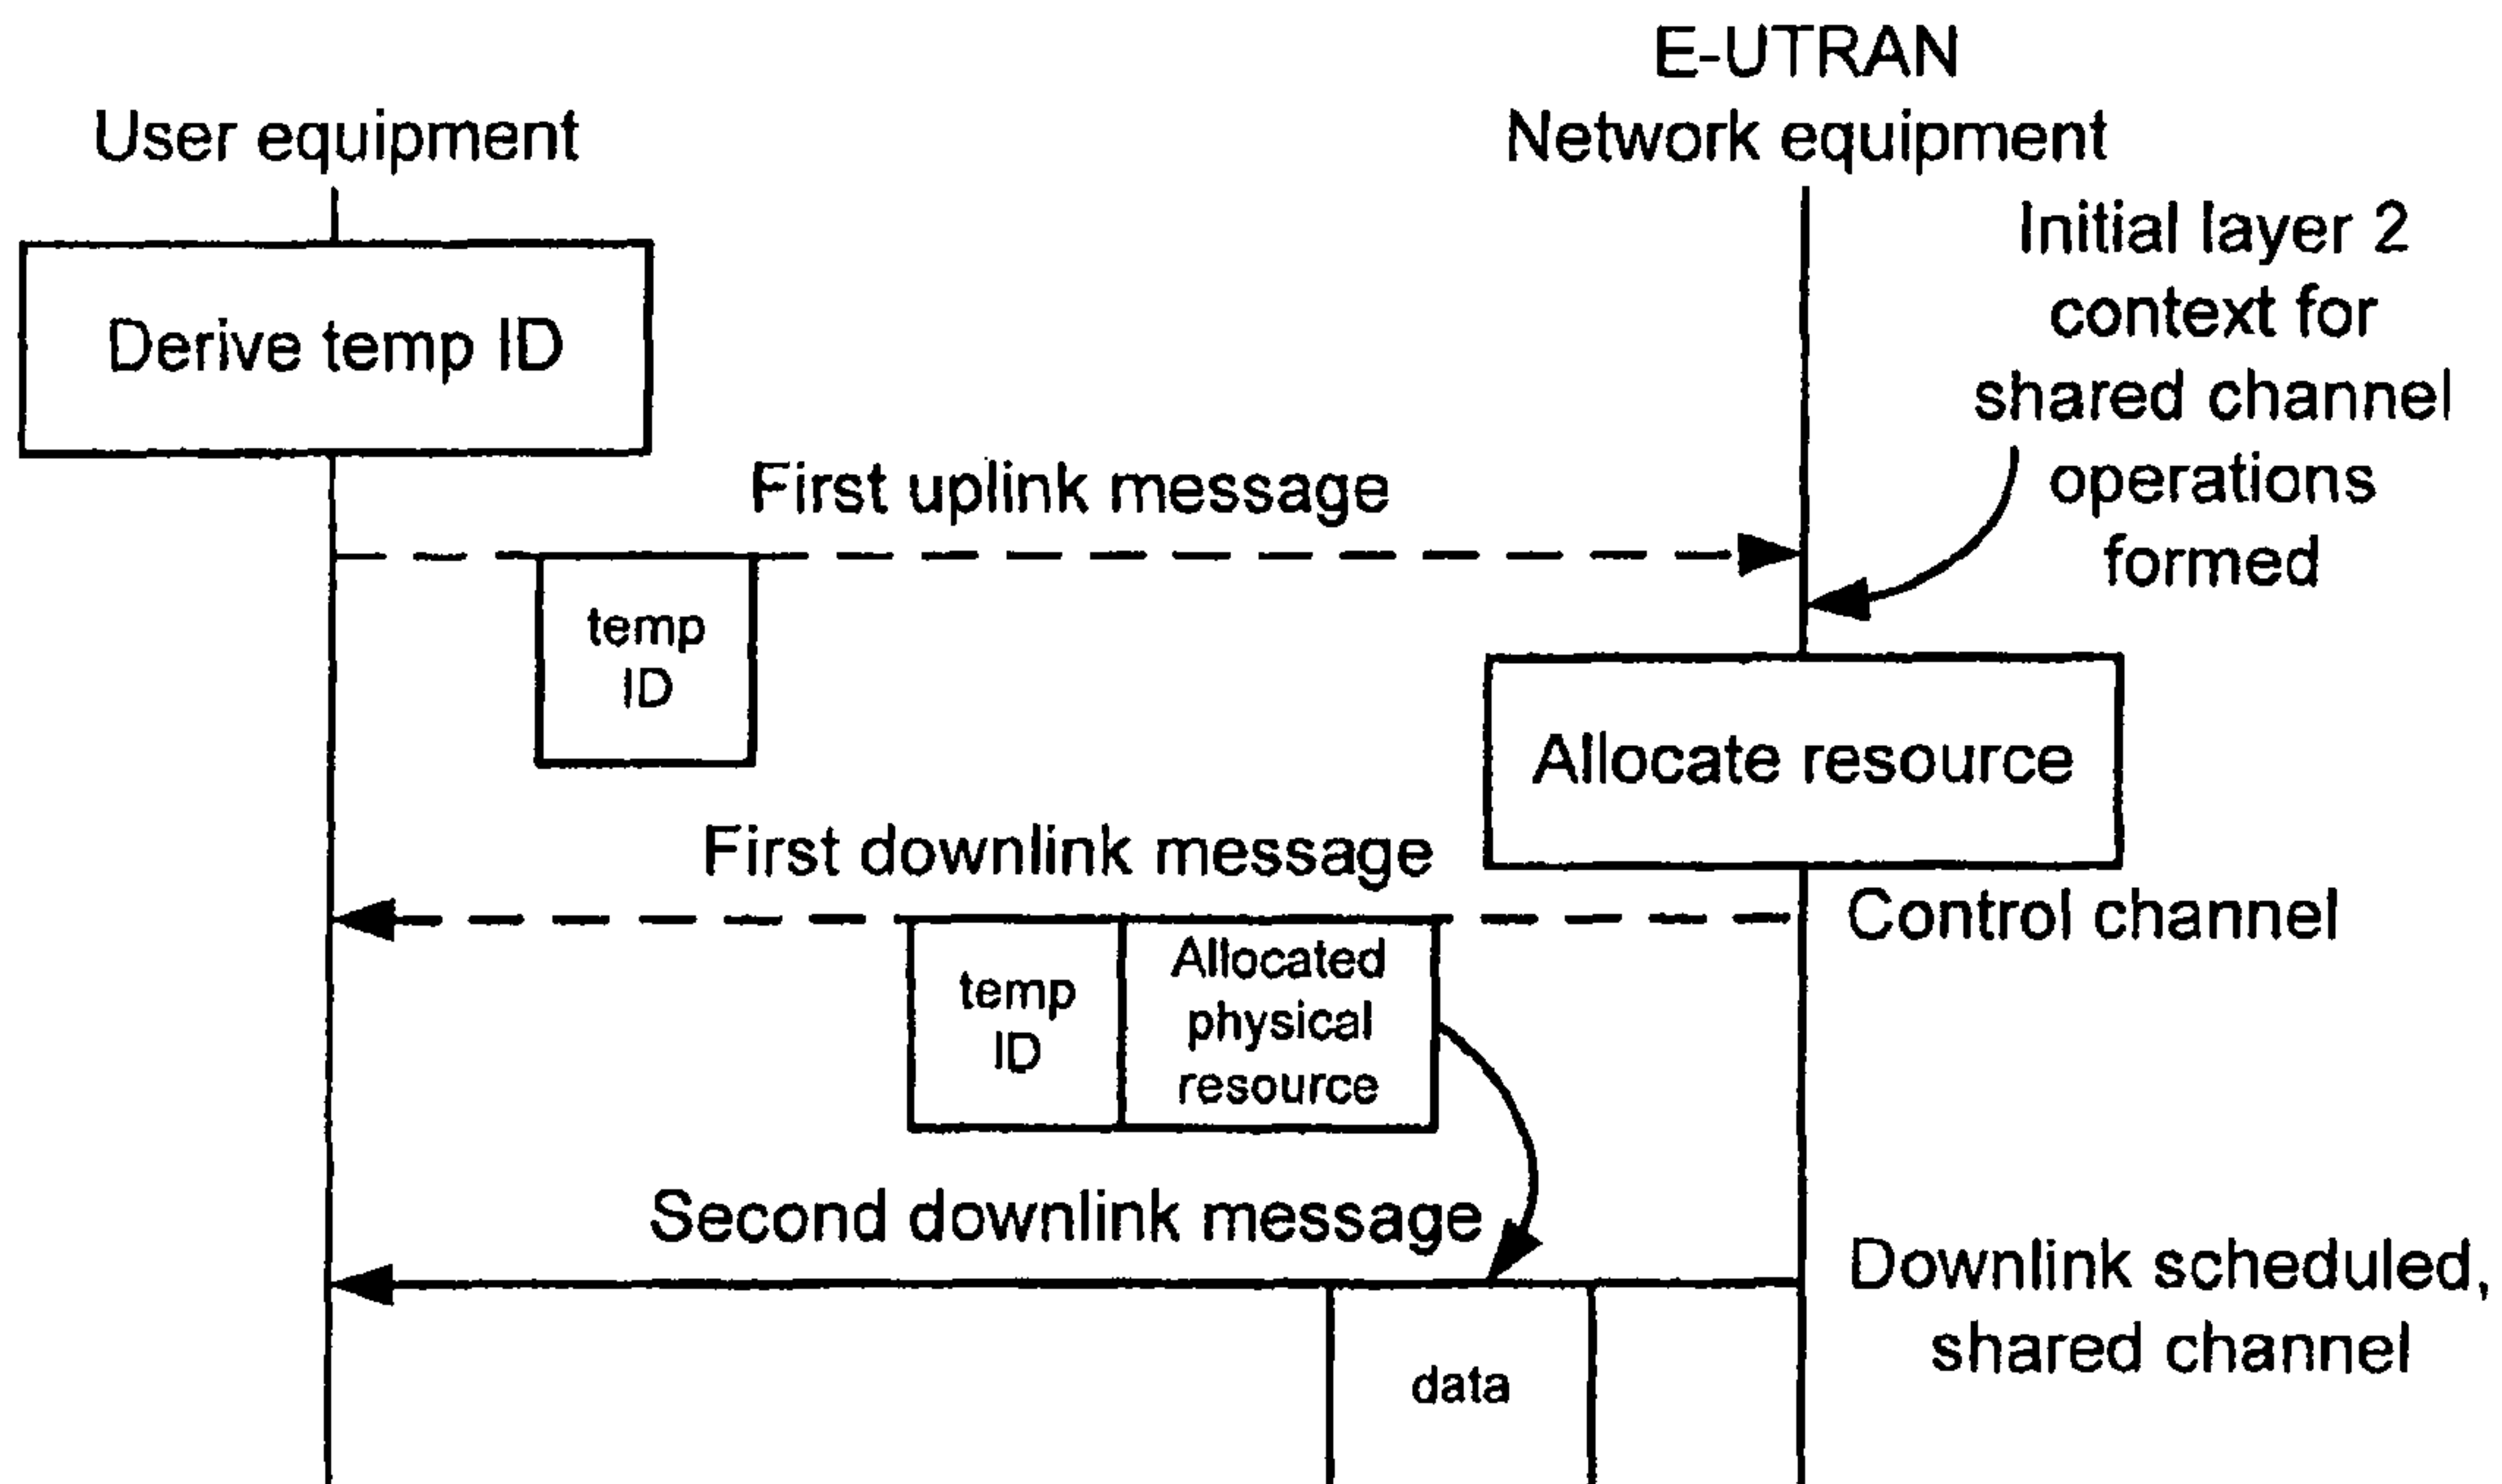 E-UTRAN
User equipment
Network equipment
Initial layer 2
context for
shared channel
operations
formed
Derive temp ID
First uplink message
temp
ID
Allocate resource
First downlink message
Control channel
temp
ID
Allocated
physical
resource
Second downlink message
Downlink scheduled,
shared channel
data